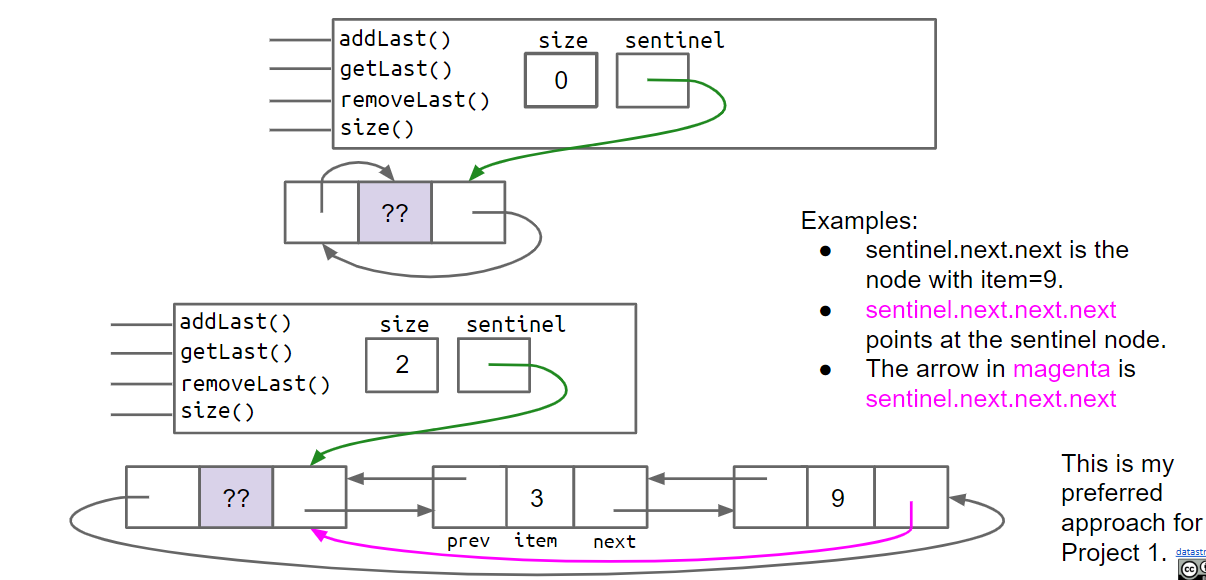 addLast()
size
sentinel
getLast()
0
removeLast()
size()
??
Examples:
● sentinel.next.next is the
node with item=9.
● sentinel.next.next.next
points at the sentinel node.
● The arrow in magenta is
sentinel.next.next.next
addLast()
size
sentinel
getLast()
2
removeLast()
size()
??
3
9
prev
item
next
This is my
preferred
approach for
Project 1.
datastr
cc